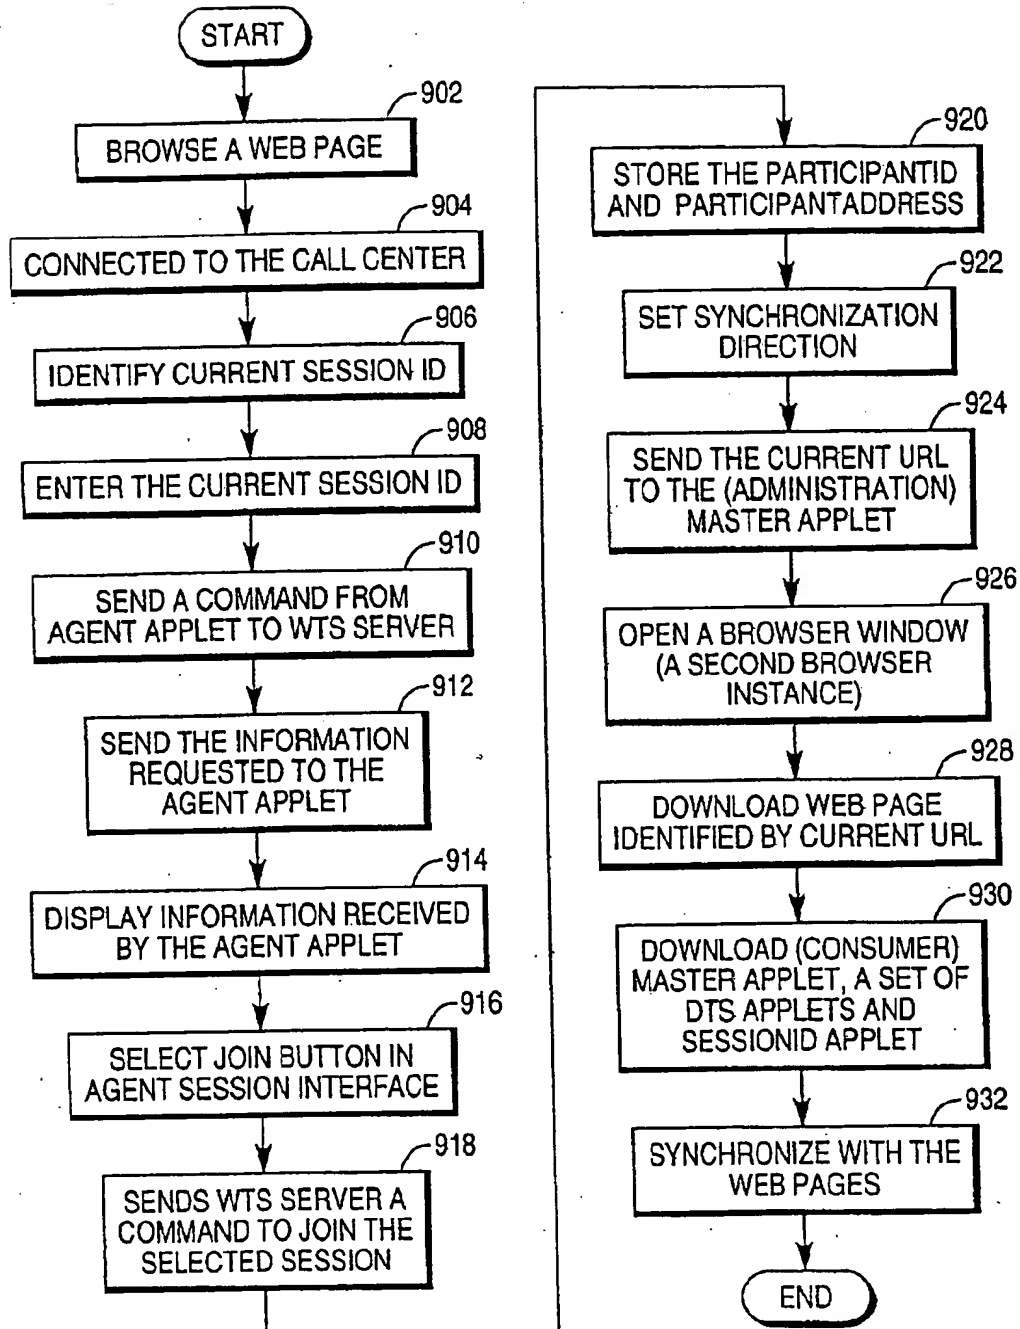 START
902
BROWSE A WEB PAGE
904
CONNECTED TO THE CALL CENTER
906
IDENTIFY CURRENT SESSION ID
908
ENTER THE CURRENT SESSION ID
910
SEND A COMMAND FROM
AGENT APPLET TO WTS SERVER
912
SEND THE INFORMATION
REQUESTED TO THE
AGENT APPLET
914
DISPLAY INFORMATION RECEIVED
BY THE AGENT APPLET
916
SELECT JOIN BUTTON IN
AGENT SESSION INTERFACE
918
SENDS WTS SERVER A
COMMAND TO JOIN THE
SELECTED SESSION
920
STORE THE PARTICIPANTID
AND PARTICIPANTADDRESS
922
SET SYNCHRONIZATION
DIRECTION
924
SEND THE CURRENT URL
TO THE (ADMINISTRATION)
MASTER APPLET
926
OPEN A BROWSER WINDOW
(A SECOND BROWSER
INSTANCE)
928
DOWNLOAD WEB PAGE
IDENTIFIED BY CURRENT URL
930
DOWNLOAD (CONSUMER)
MASTER APPLET, A SET OF
DTS APPLETS AND
SESSIONID APPLET
932
SYNCHRONIZE WITH THE
WEB PAGES
END